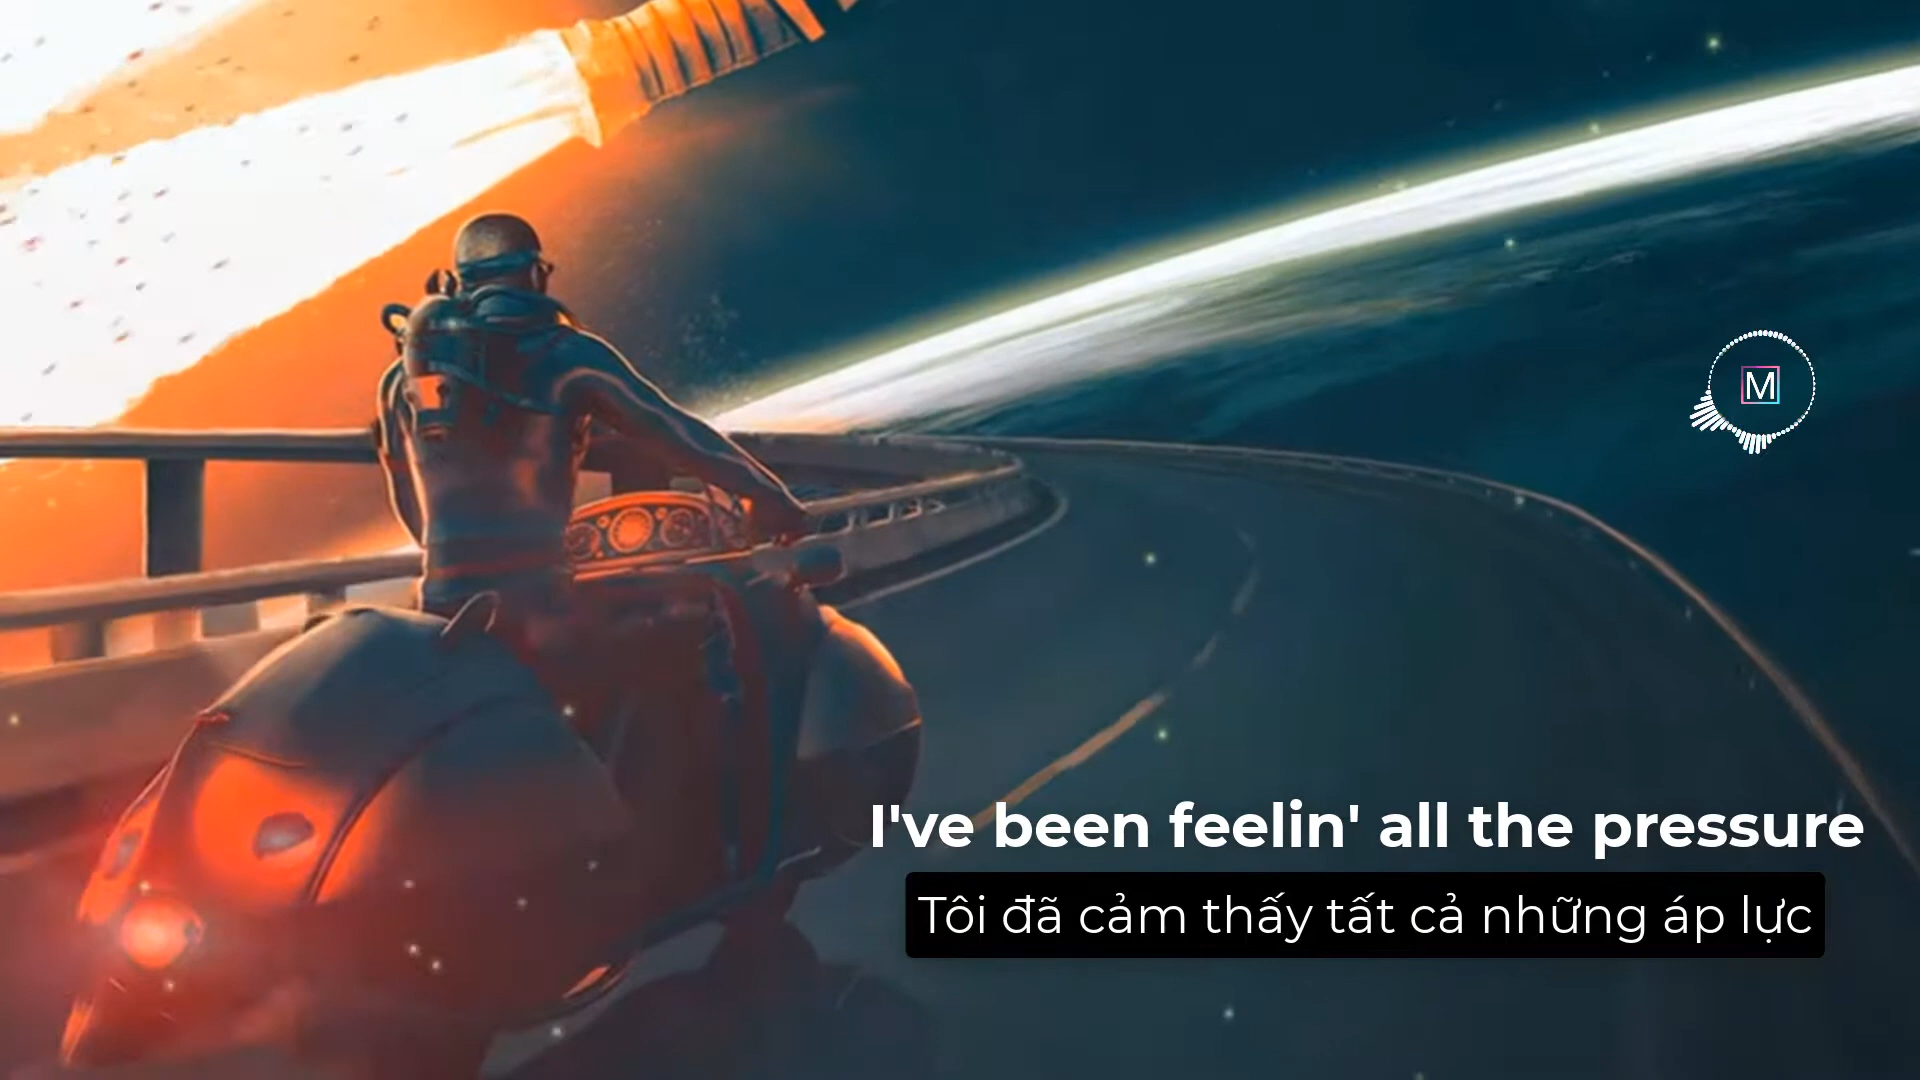 M
I've been feelin' all the pressure
Tôi đã cảm thấy tất cả những áp lực